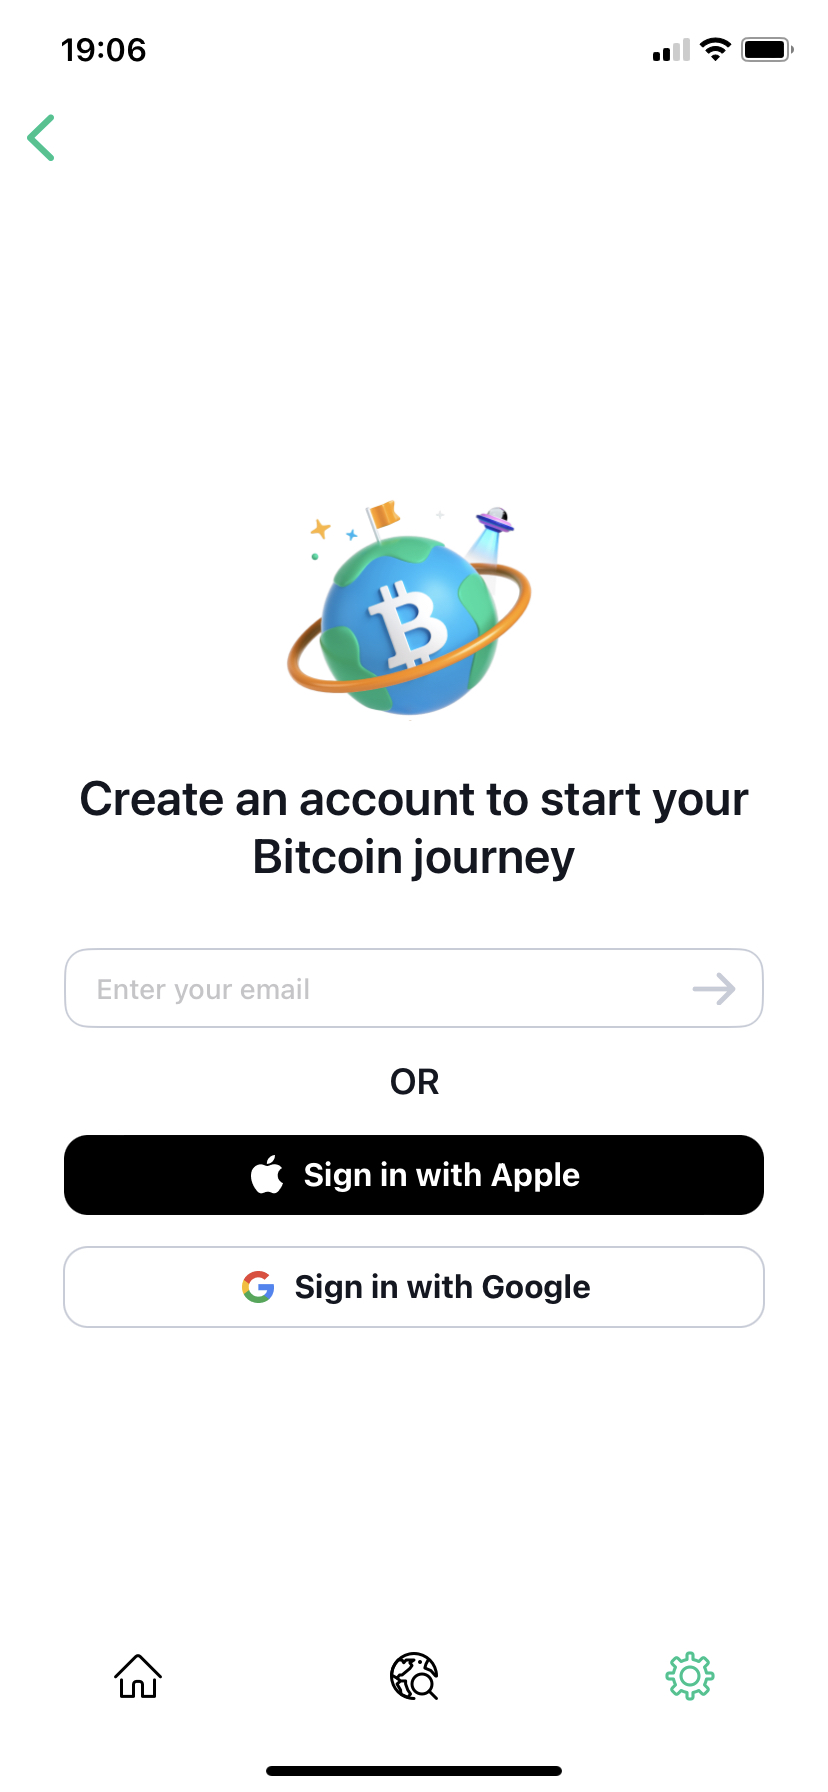 19:06
Create an account to start your
Bitcoin journey
Enter your email
OR
Sign in with Apple
Sign in with Google